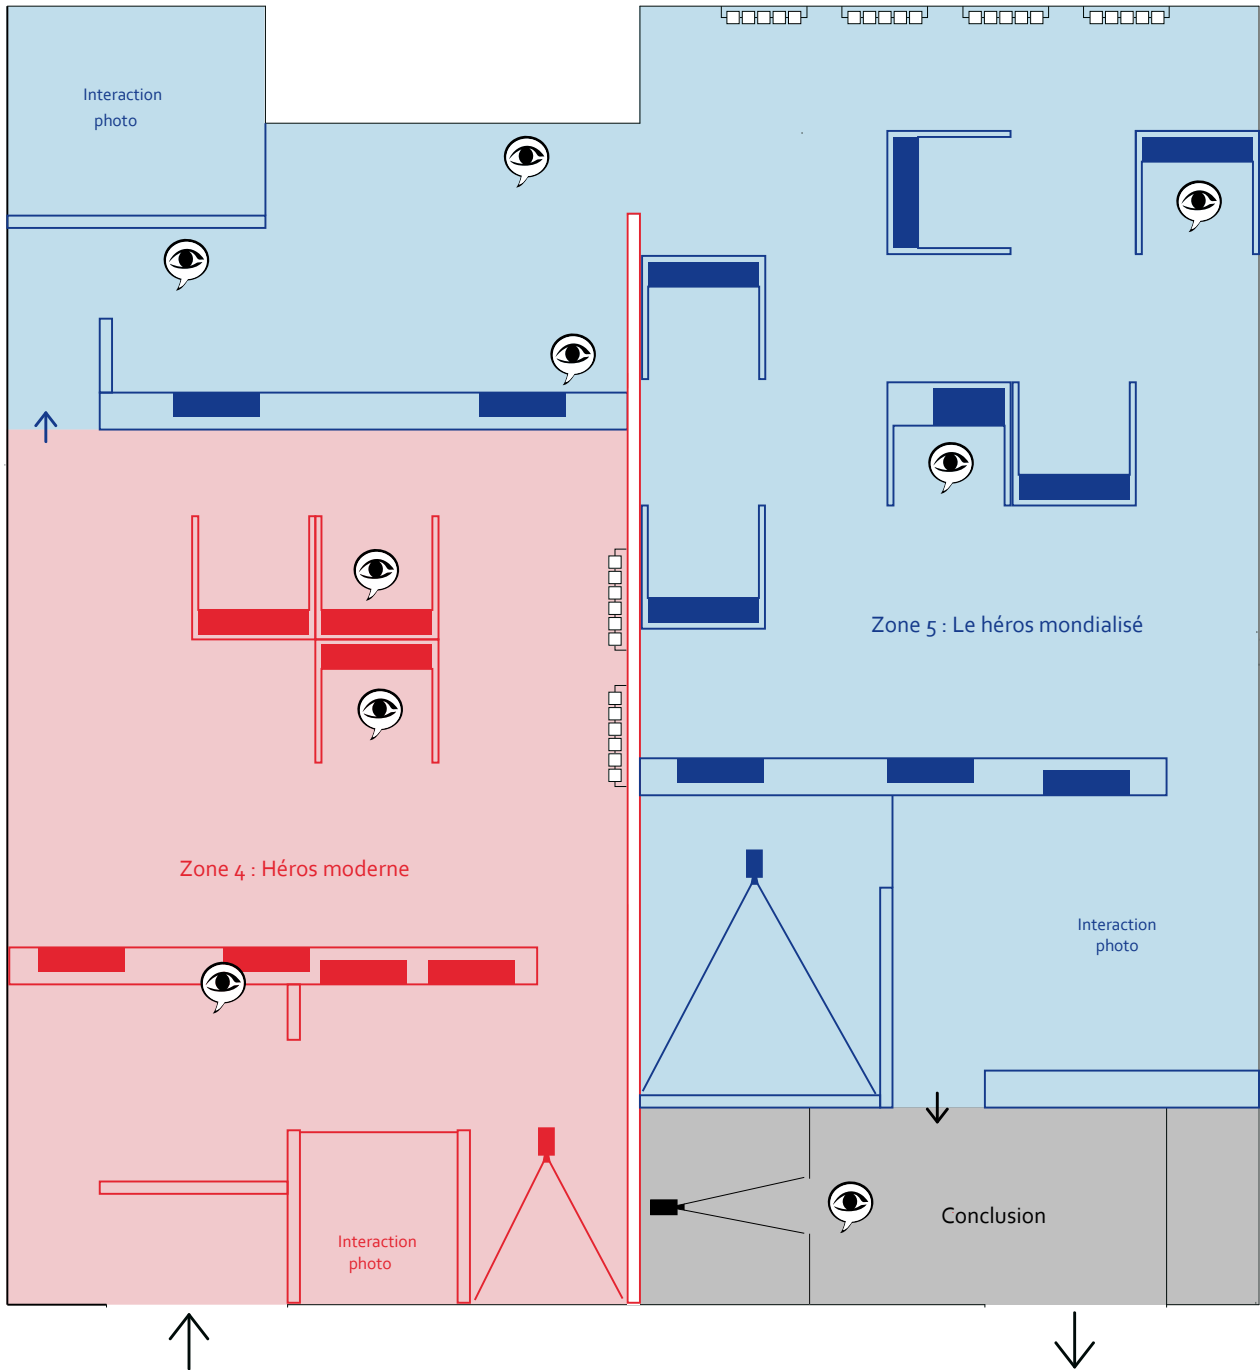 Interaction
photo
Zone 5 : Le héros mondialisé
Zone 4 : Héros moderne
Interaction
photo
Conclusion
Interaction
photo